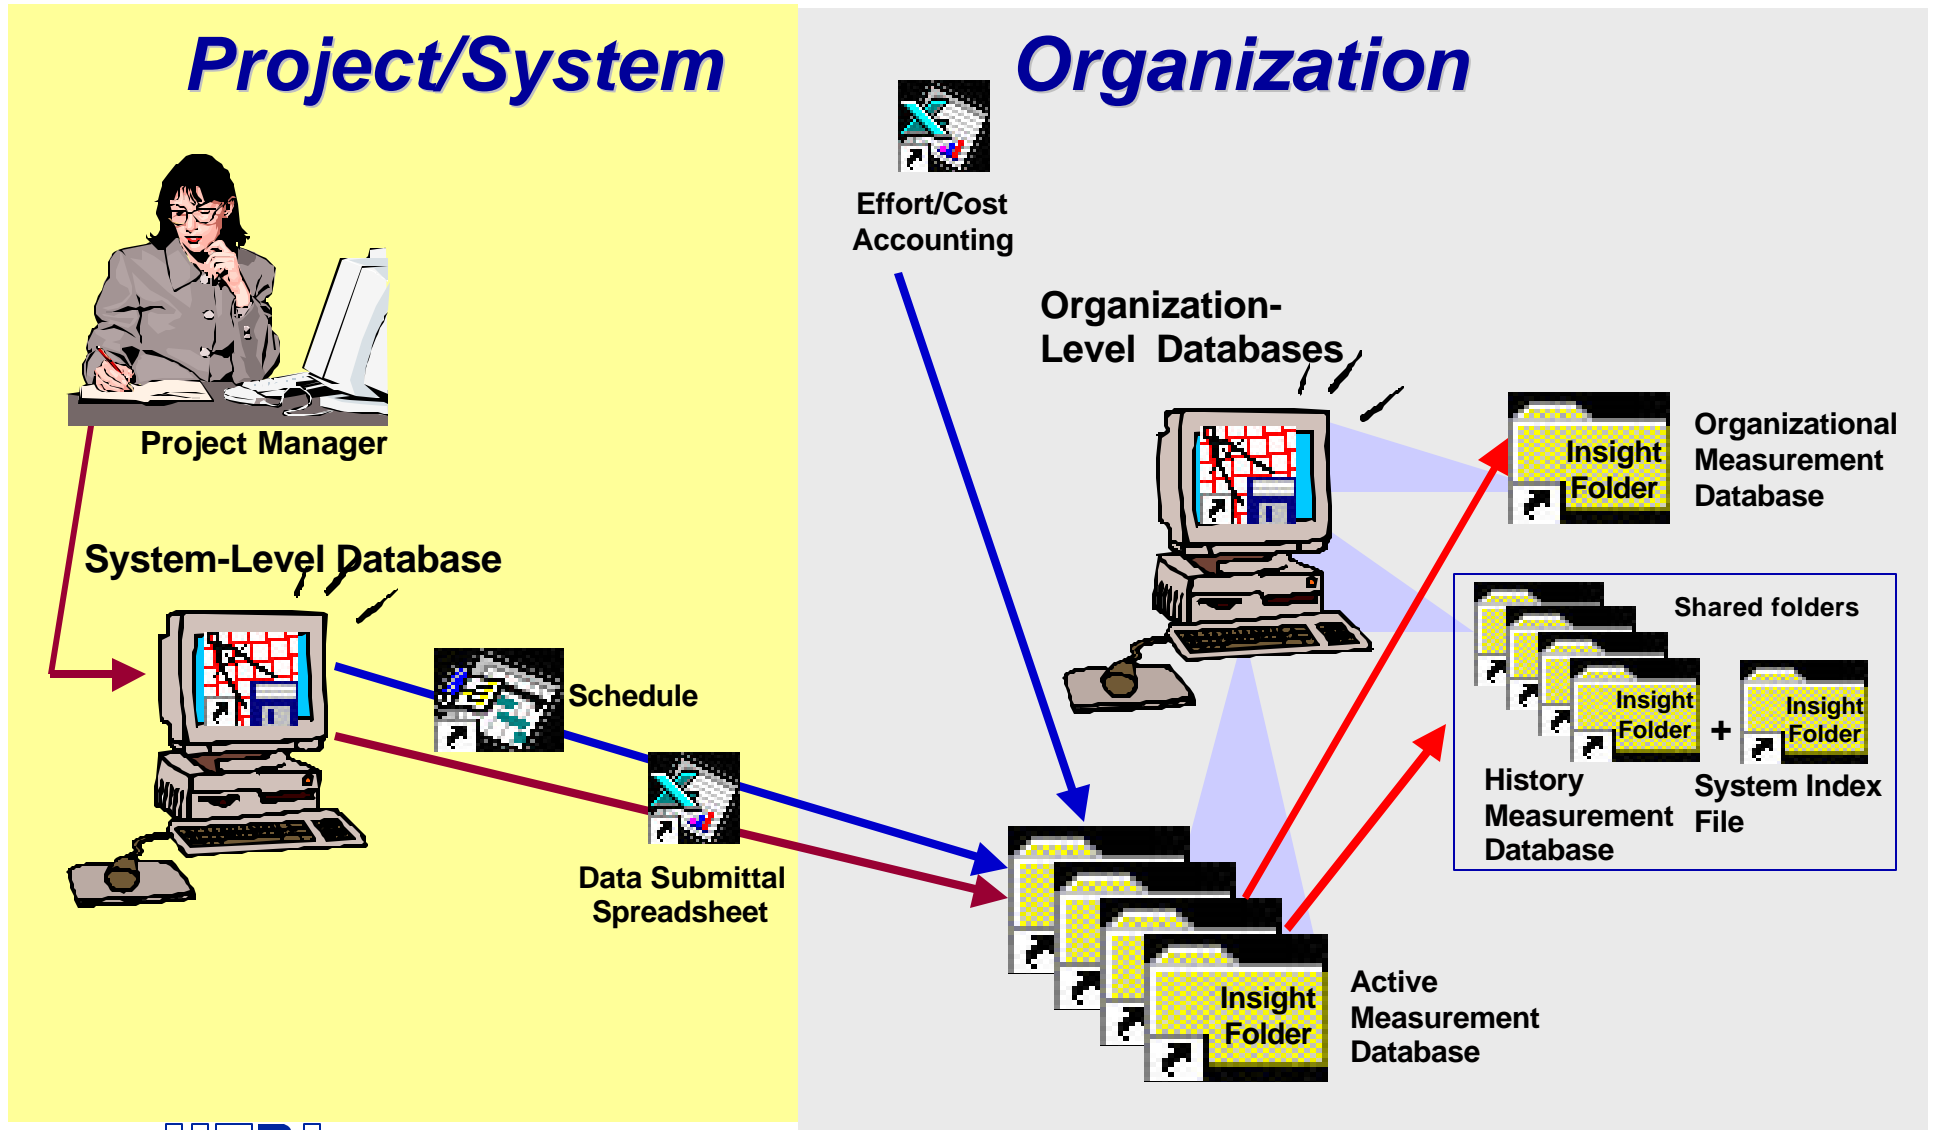 Project/System
Organization
Effort/Cost
Accounting
Organization-
Level Databases
Project Manager
Insight
Folder
Organizational
Measurement
Database
System-Level Database
Shared folders
Schedule
Insight
Folder
+
Insight
Folder
History
Measurement
Database
System Index
File
Data Submittal
Spreadsheet
Insight
Folder
Active
Measurement
Database